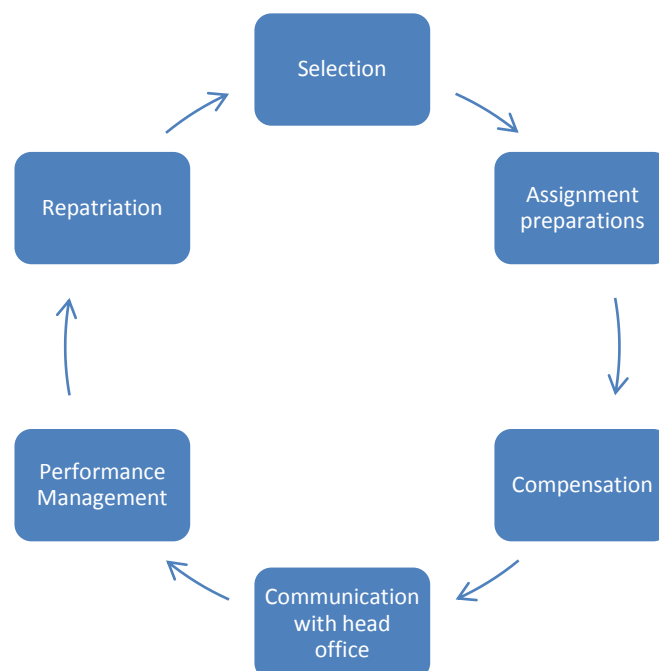 Selection
Assignment
preparations
Compensation
Communication
with head
office
Performance
Management
Repatriation